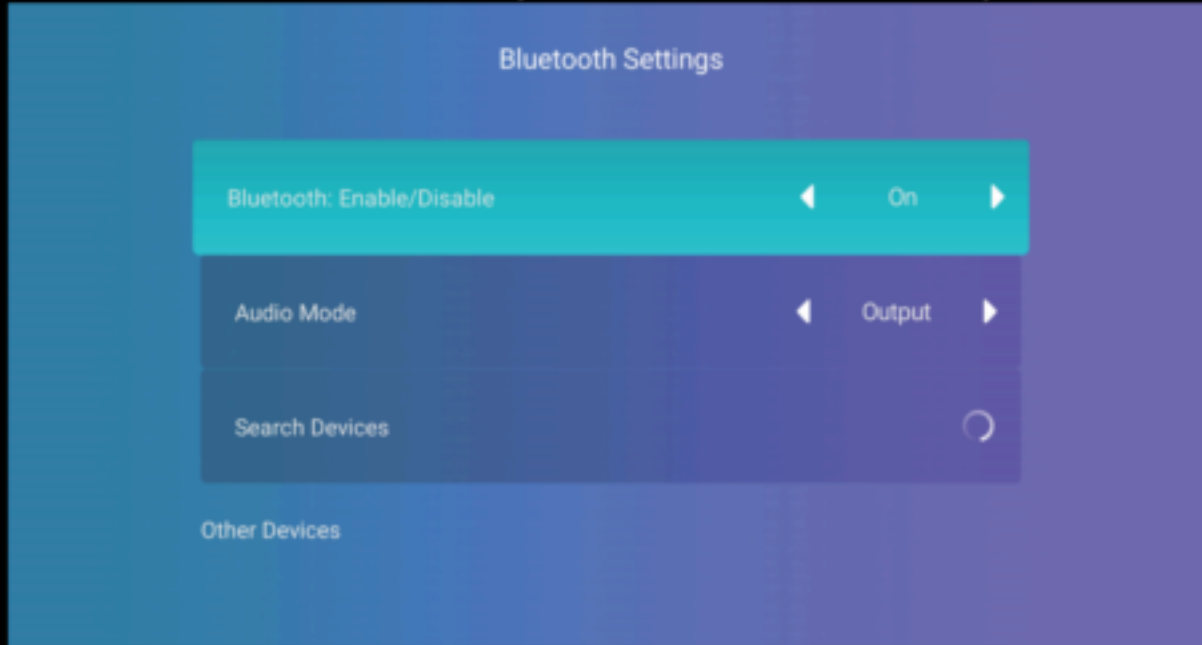 Bluetooth Settings
Bluetooth: Enable/Disable On
Audio Mode Output
Search Devices
Other Devices